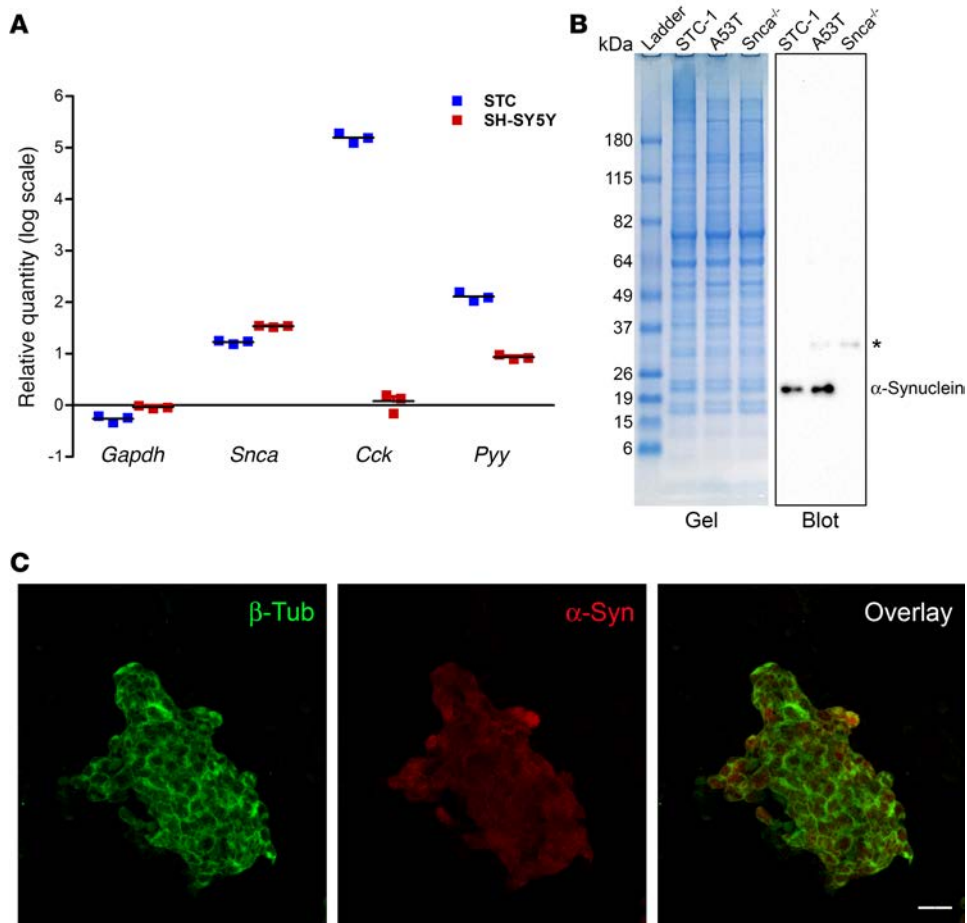 A
Relative quantity (log scale)
6
5
4
3
2
1
0
-1
STC
SH-SY5Y
Gapdh Snca Cck Pyy
B
kDa Ladder STC-1 A53T Snca-/- STC-1 A53T Snca-/-
180
115
82
64
49
37
26
19
15
6
*
α-Synuclein
Gel Blot
C
β-Tub α-Syn Overlay